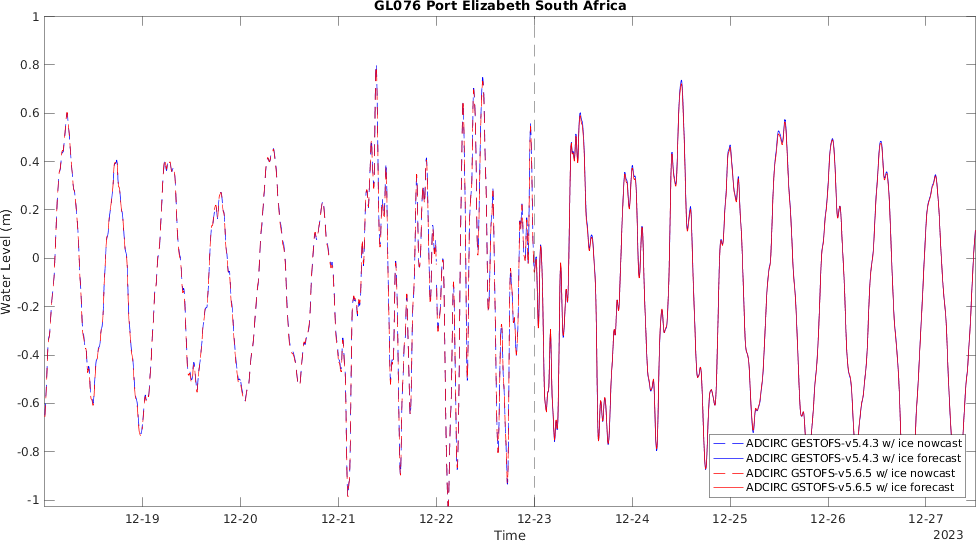 GL076 Port Elizabeth South Africa
1
0.8
0.6
0.4
0.2
0
-0.2
-0.4
-0.6
-0.8
-1
Water Level (m)
ADCIRC GESTOFS-v5.4.3 w/ ice nowcast
ADCIRC GESTOFS-v5.4.3 w/ ice forecast
ADCIRC GSTOFS-v5.6.5 w/ ice nowcast
ADCIRC GSTOFS-v5.6.5 w/ ice forecast
12-19 12-20 12-21 12-22 12-23 12-24 12-25 12-26 12-27
Time
2023